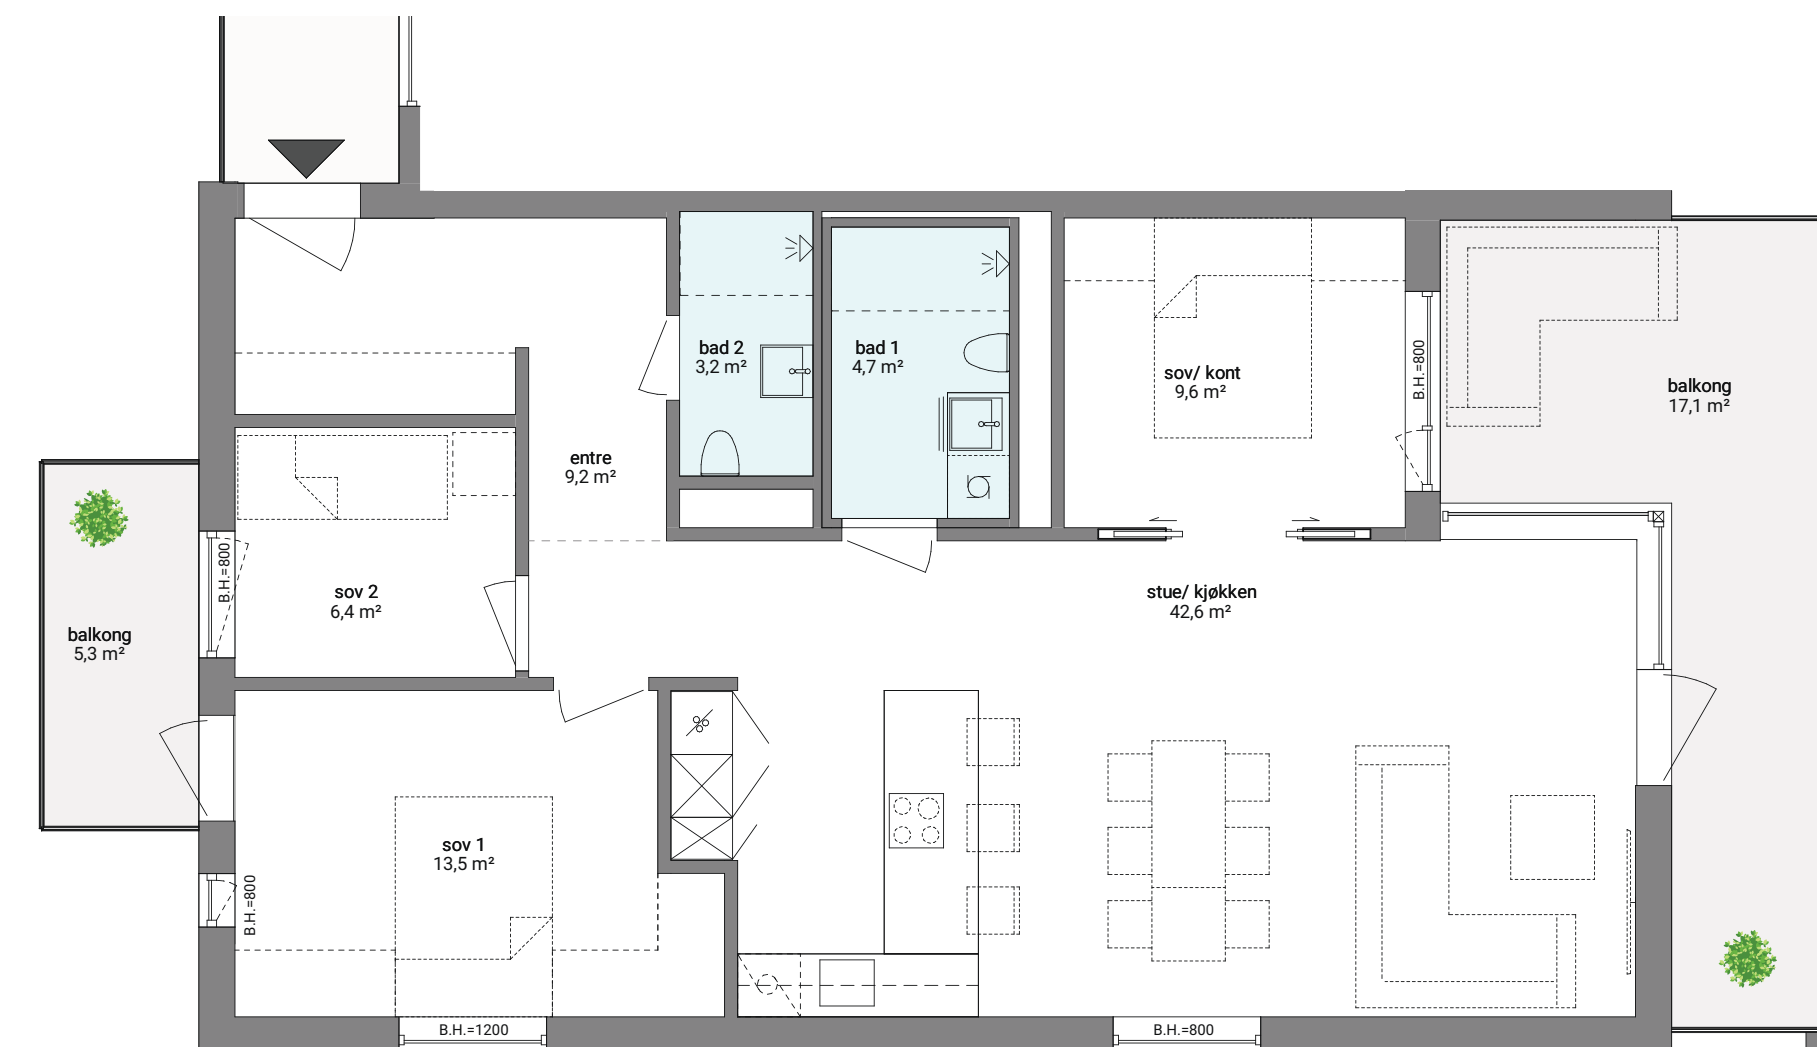 bad 2
3,2 m²
bad 1
4,7 m²
sov/ kont
9,6 m²
B.H.=800
balkong
17,1 m²
entre
9,2 m²
B.H.=800
sov 2
6,4 m²
stue/ kjøkken
42,6 m²
balkong
5,3 m²
sov 1
13,5 m²
B.H.=800
B.H.=1200
B.H.=800